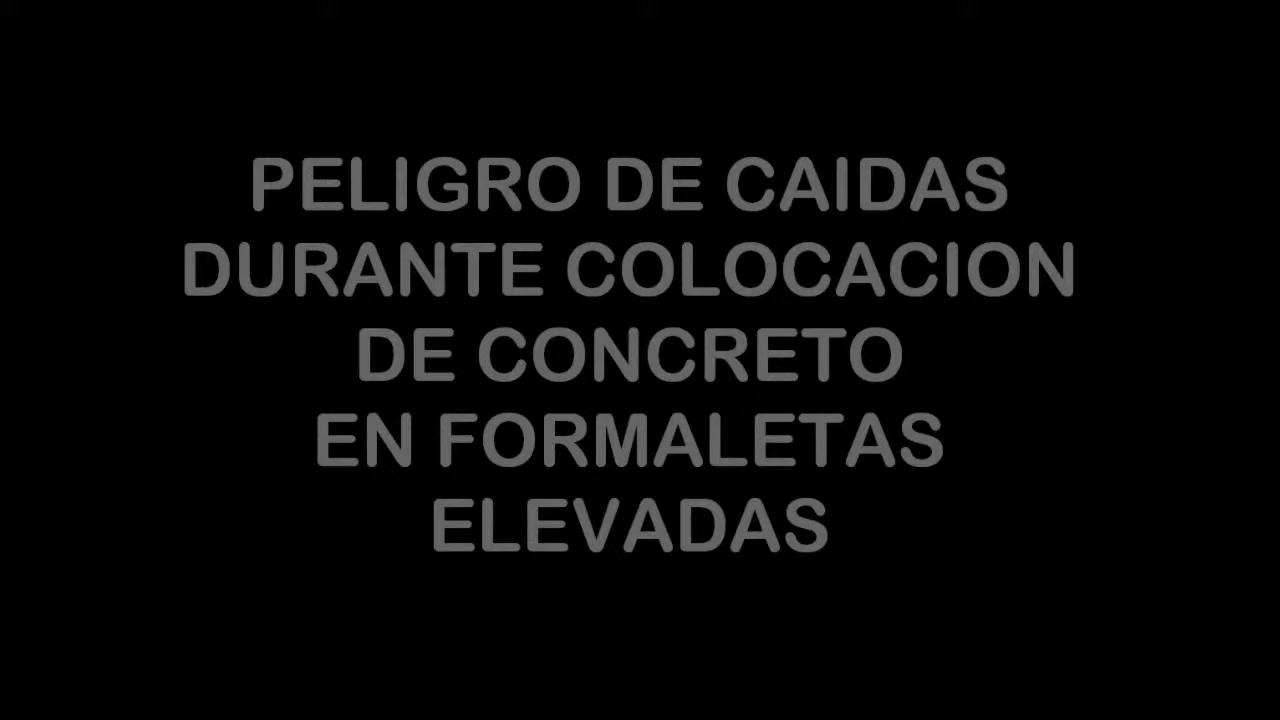 PELIGRO DE CAIDAS
DURANTE COLOCACION
DE CONCRETO
EN FORMALETAS
ELEVADAS